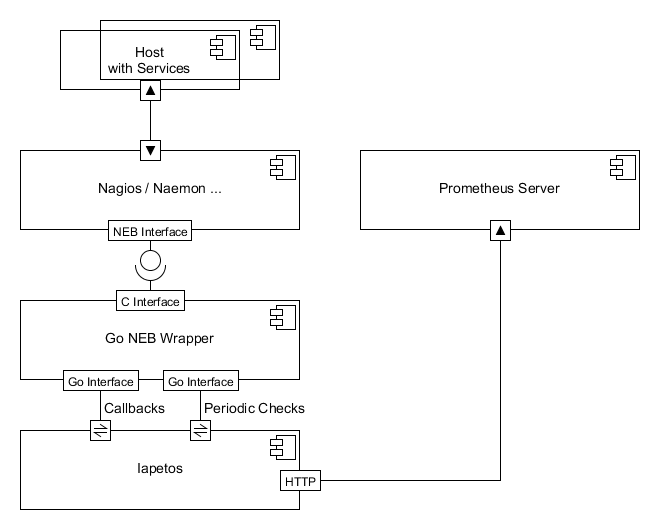 Host
with Services
Nagios / Naemon ...
Prometheus Server
NEB Interface
C Interface
Go NEB Wrapper
Go Interface
Go Interface
Callbacks
Periodic Checks
Iapetos
HTTP